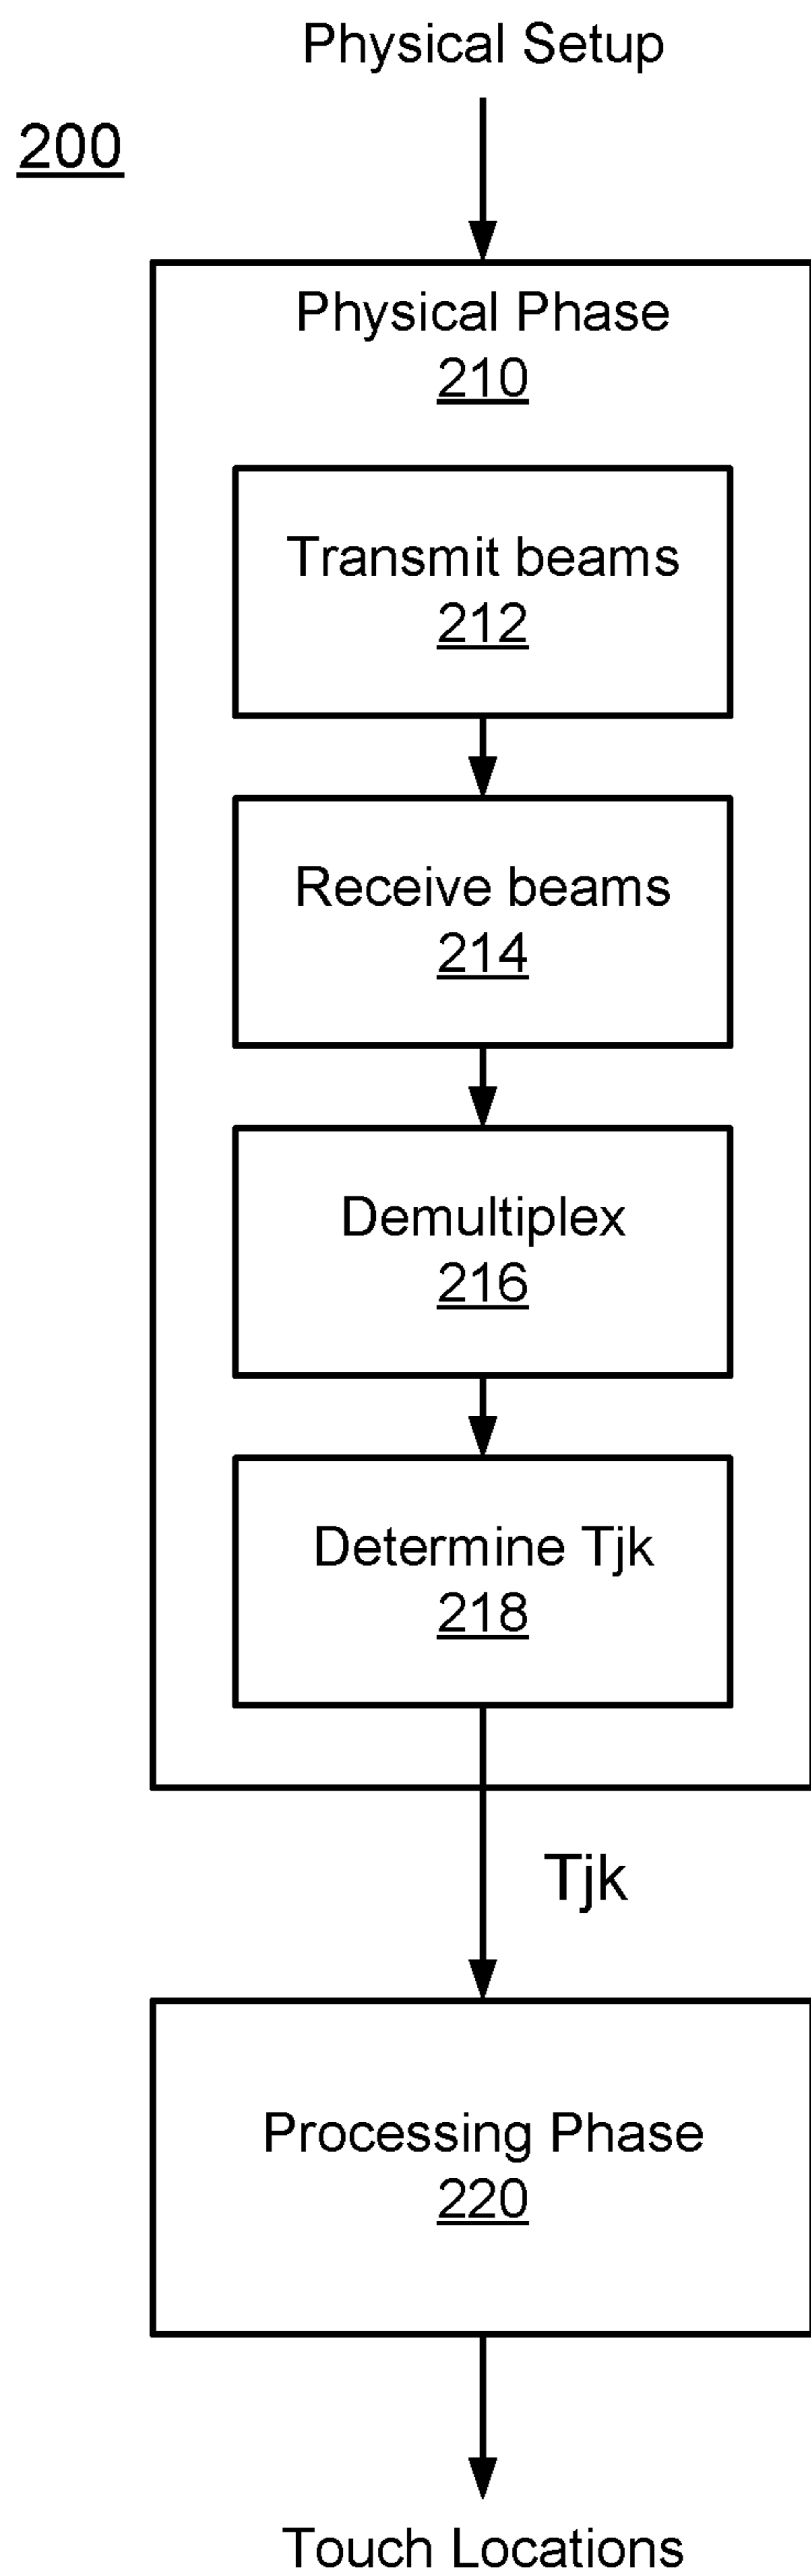 Physical Setup
200
Physical Phase
210
Transmit beams
212
Receive beams
214
Demultiplex
216
Determine Tjk
218
Tjk
Processing Phase
220
Touch Locations